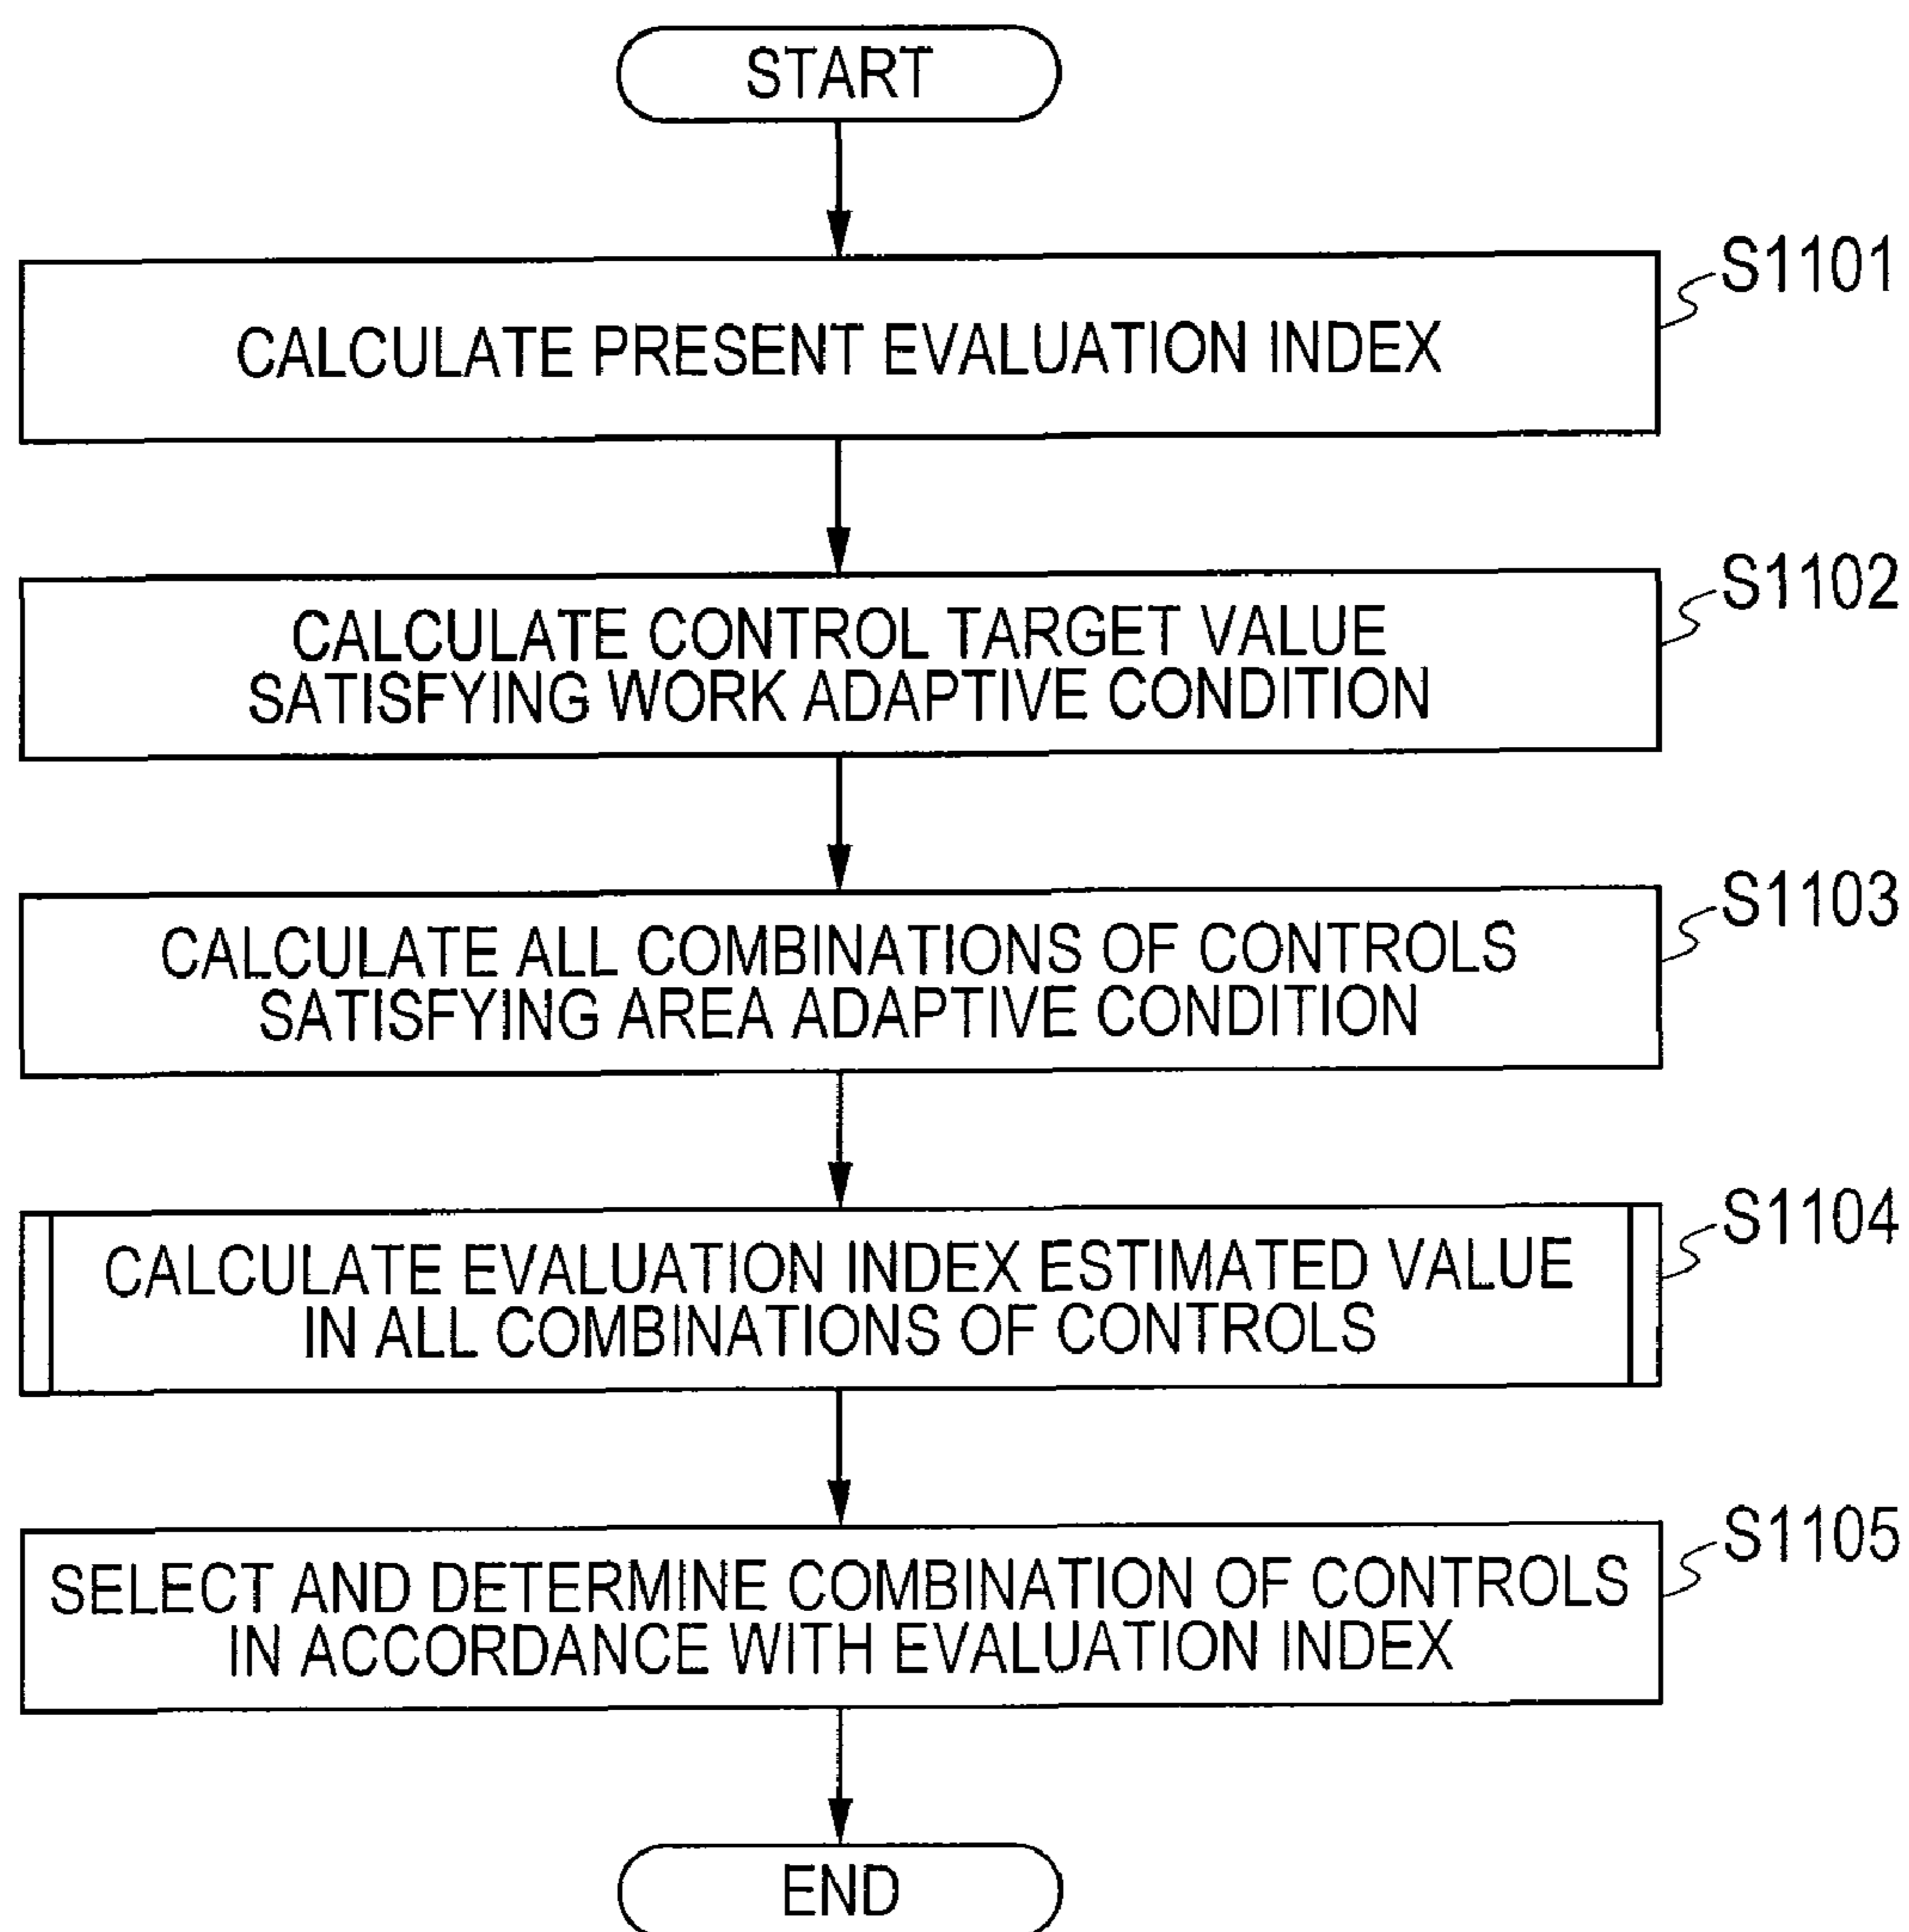 START
S1101
CALCULATE PRESENT EVALUATION INDEX
S1102
CALCULATE CONTROL TARGET VALUE
SATISFYING WORK ADAPTIVE CONDITION
S1103
CALCULATE ALL COMBINATIONS OF CONTROLS
SATISFYING AREA ADAPTIVE CONDITION
S1104
CALCULATE EVALUATION INDEX ESTIMATED VALUE
IN ALL COMBINATIONS OF CONTROLS
S1105
SELECT AND DETERMINE COMBINATION OF CONTROLS
IN ACCORDANCE WITH EVALUATION INDEX
END